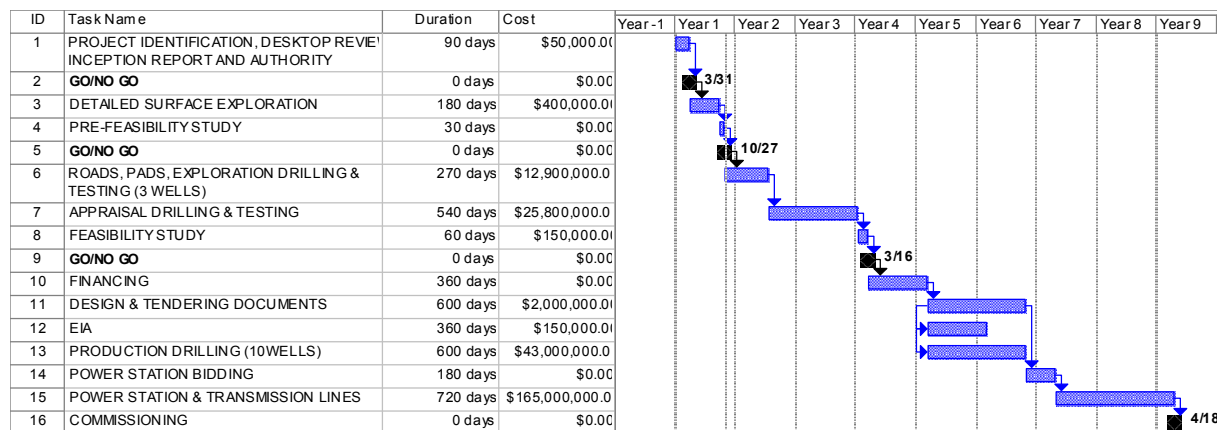 ID Task Name Duration Cost Year -1 Year 1 Year 2 Year 3 Year 4 Year 5 Year 6 Year 7 Year 8 Year 9
1 PROJECT IDENTIFICATION, DESKTOP REVIE 90 days $50,000.0
INCEPTION REPORT AND AUTHORITY
2 GO/NO GO 0 days $0.00 3/31
3 DETAILED SURFACE EXPLORATION 180 days $400,000.0
4 PRE-FEASIBILITY STUDY 30 days $0.00
5 GO/NO GO 0 days $0.00 10/27
6 ROADS, PADS, EXPLORATION DRILLING & 270 days $12,900,000.0
TESTING (3 WELLS)
7 APPRAISAL DRILLING & TESTING 540 days $25,800,000.0
8 FEASIBILITY STUDY 60 days $150,000.0
9 GO/NO GO 0 days $0.00 3/16
10 FINANCING 360 days $0.00
11 DESIGN & TENDERING DOCUMENTS 600 days $2,000,000.0
12 EIA 360 days $150,000.0
13 PRODUCTION DRILLING (10WELLS) 600 days $43,000,000.0
14 POWER STATION BIDDING 180 days $0.00
15 POWER STATION & TRANSMISSION LINES 720 days $165,000,000.0
16 COMMISSIONING 0 days $0.00 4/18